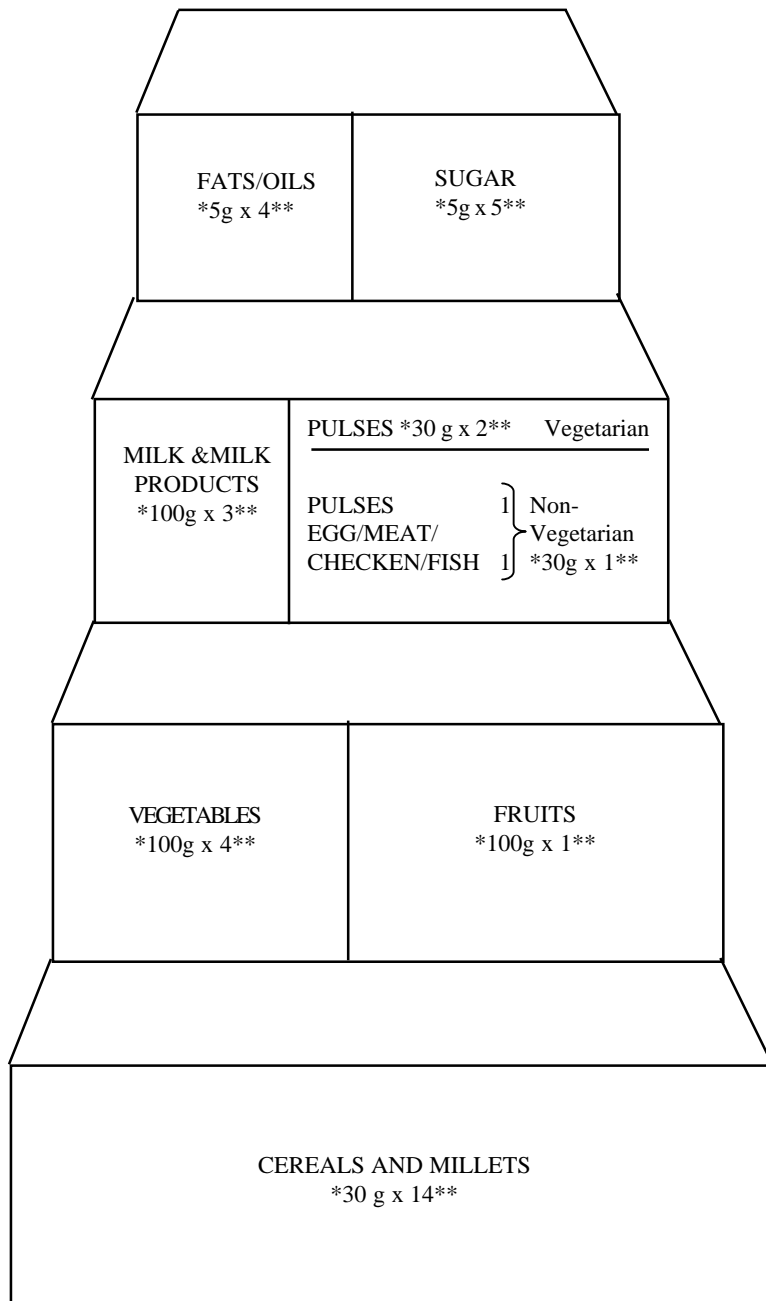 FATS/OILS
*5g x 4**
SUGAR
*5g x 5**
MILK &MILK
PRODUCTS
*100g x 3**
PULSES *30 g x 2** Vegetarian
PULSES 1 Non-
EGG/MEAT/ Vegetarian
CHECKEN/FISH 1 *30g x 1**
VEGETABLES
*100g x 4**
FRUITS
*100g x 1**
CEREALS AND MILLETS
*30 g x 14**